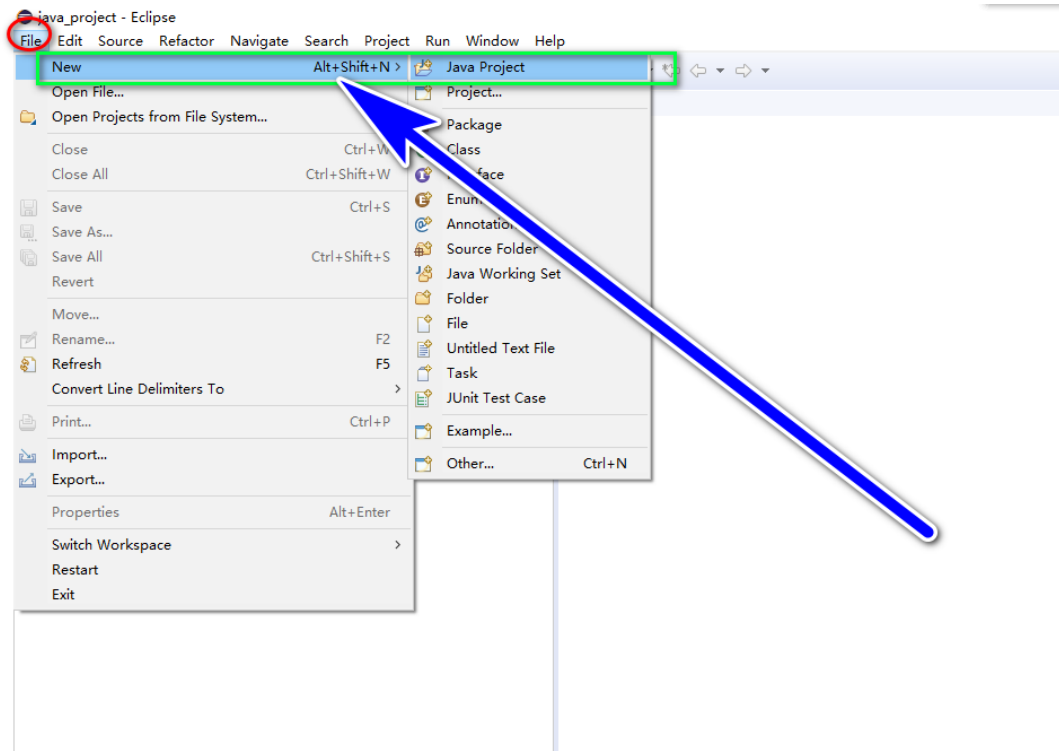 java_project - Eclipse
File Edit Source Refactor Navigate Search Project Run Window Help
New Alt+Shift+N >
Open File...
Open Projects from File System...
Close Ctrl+W
Close All Ctrl+Shift+W
Save Ctrl+S
Save As...
Save All Ctrl+Shift+S
Revert
Move...
Rename... F2
Refresh F5
Convert Line Delimiters To >
Print... Ctrl+P
Import...
Export...
Properties Alt+Enter
Switch Workspace >
Restart
Exit
Java Project
Project...
Package
Class
Enum
Annotation
Source Folder
Java Working Set
Folder
File
Untitled Text File
Task
JUnit Test Case
Example...
Other... Ctrl+N